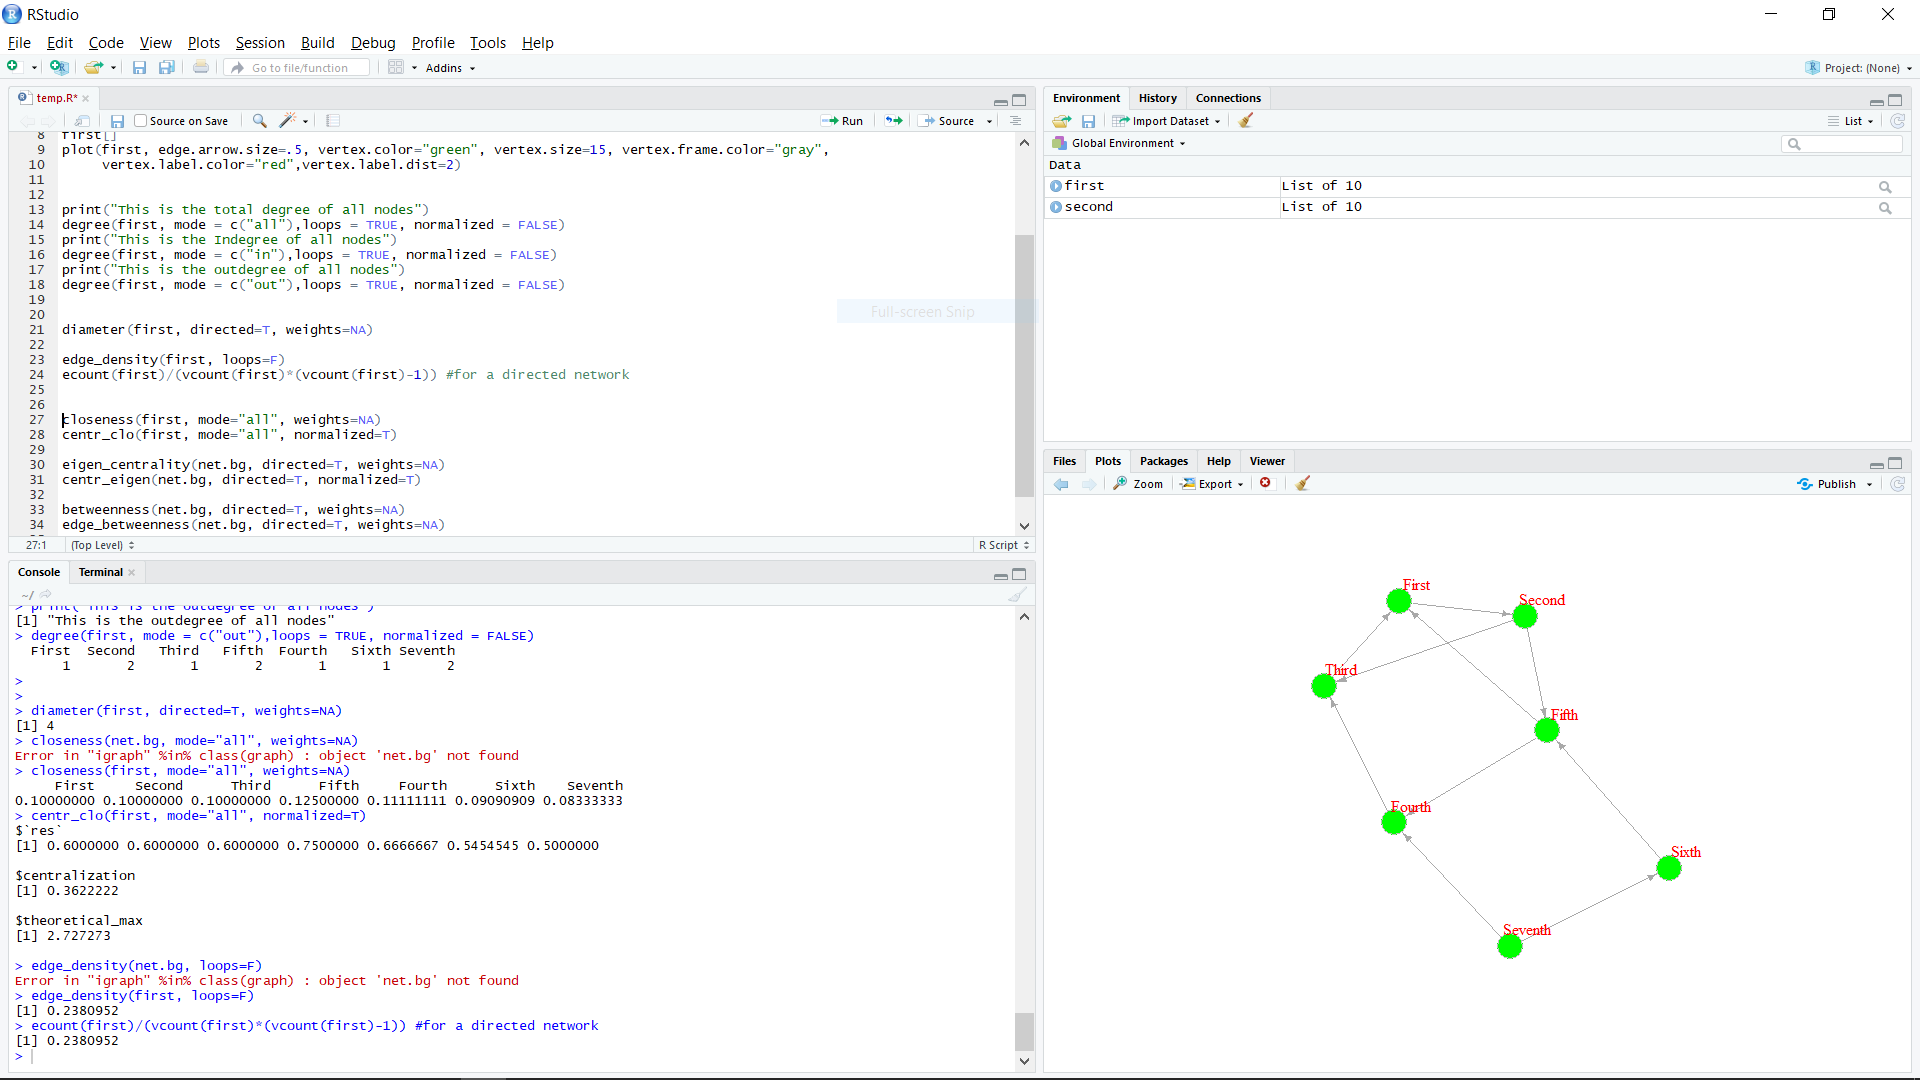 RStudio
File Edit Code View Plots Session Build Debug Profile Tools Help
Go to file/function Addins Project: (None)
temp.R*
Source on Save Run Source
8 first[]
9 plot(first, edge.arrow.size=.5, vertex.color="green", vertex.size=15, vertex.frame.color="gray",
10 vertex.label.color="red",vertex.label.dist=2)
11
12
13 print("This is the total degree of all nodes")
14 degree(first, mode = c("all"),loops = TRUE, normalized = FALSE)
15 print("This is the Indegree of all nodes")
16 degree(first, mode = c("in"),loops = TRUE, normalized = FALSE)
17 print("This is the outdegree of all nodes")
18 degree(first, mode = c("out"),loops = TRUE, normalized = FALSE)
19
20
Full-screen Snip
21 diameter(first, directed=T, weights=NA)
22
23 edge_density(first, loops=F)
24 ecount(first)/(vcount(first)*(vcount(first)-1)) #for a directed network
25
26
27 closeness(first, mode="all", weights=NA)
28 centr_clo(first, mode="all", normalized=T)
29
30 eigen_centrality(net.bg, directed=T, weights=NA)
31 centr_eigen(net.bg, directed=T, normalized=T)
32
33 betweenness(net.bg, directed=T, weights=NA)
34 edge_betweenness(net.bg, directed=T, weights=NA)
27:1 (Top Level) R Script
Console Terminal
~/
> print("This is the outdegree of all nodes")
[1] "This is the outdegree of all nodes"
> degree(first, mode = c("out"),loops = TRUE, normalized = FALSE)
First Second Third Fifth Fourth Sixth Seventh
1 2 1 2 1 1 2
>
>
> diameter(first, directed=T, weights=NA)
[1] 4
> closeness(net.bg, mode="all", weights=NA)
Error in "igraph" %in% class(graph) : object 'net.bg' not found
> closeness(first, mode="all", weights=NA)
First Second Third Fifth Fourth Sixth Seventh
0.10000000 0.10000000 0.10000000 0.12500000 0.11111111 0.09090909 0.08333333
> centr_clo(first, mode="all", normalized=T)
$`res`
[1] 0.6000000 0.6000000 0.6000000 0.7500000 0.6666667 0.5454545 0.5000000
$centralization
[1] 0.3622222
$theoretical_max
[1] 2.727273
> edge_density(net.bg, loops=F)
Error in "igraph" %in% class(graph) : object 'net.bg' not found
> edge_density(first, loops=F)
[1] 0.2380952
> ecount(first)/(vcount(first)*(vcount(first)-1)) #for a directed network
[1] 0.2380952
>
Environment History Connections
Import Dataset List
Global Environment
Data
first List of 10
second List of 10
Files Plots Packages Help Viewer
Zoom Export Publish
First
Second
Third
Fifth
Fourth
Sixth
Seventh